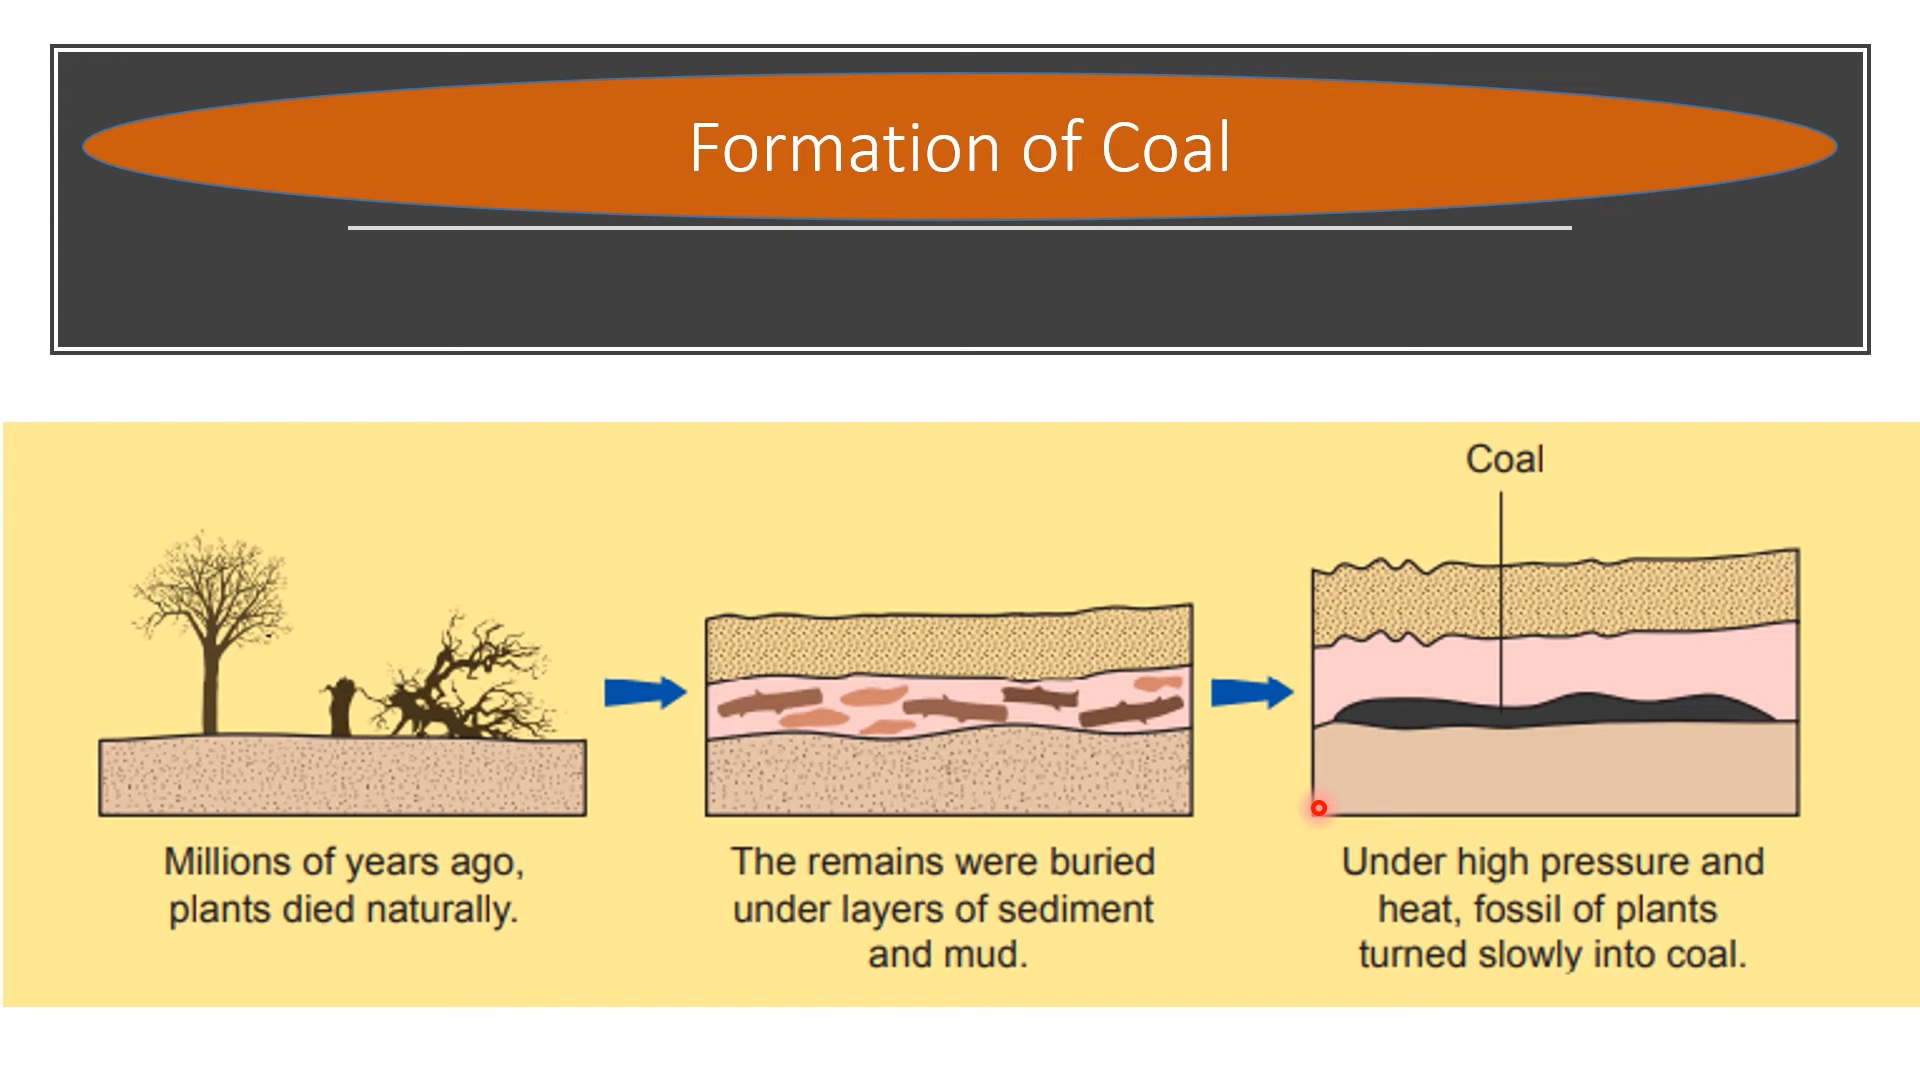 Formation of Coal
Coal
Millions of years ago,
plants died naturally.
The remains were buried
under layers of sediment
and mud.
Under high pressure and
heat, fossil of plants
turned slowly into coal.